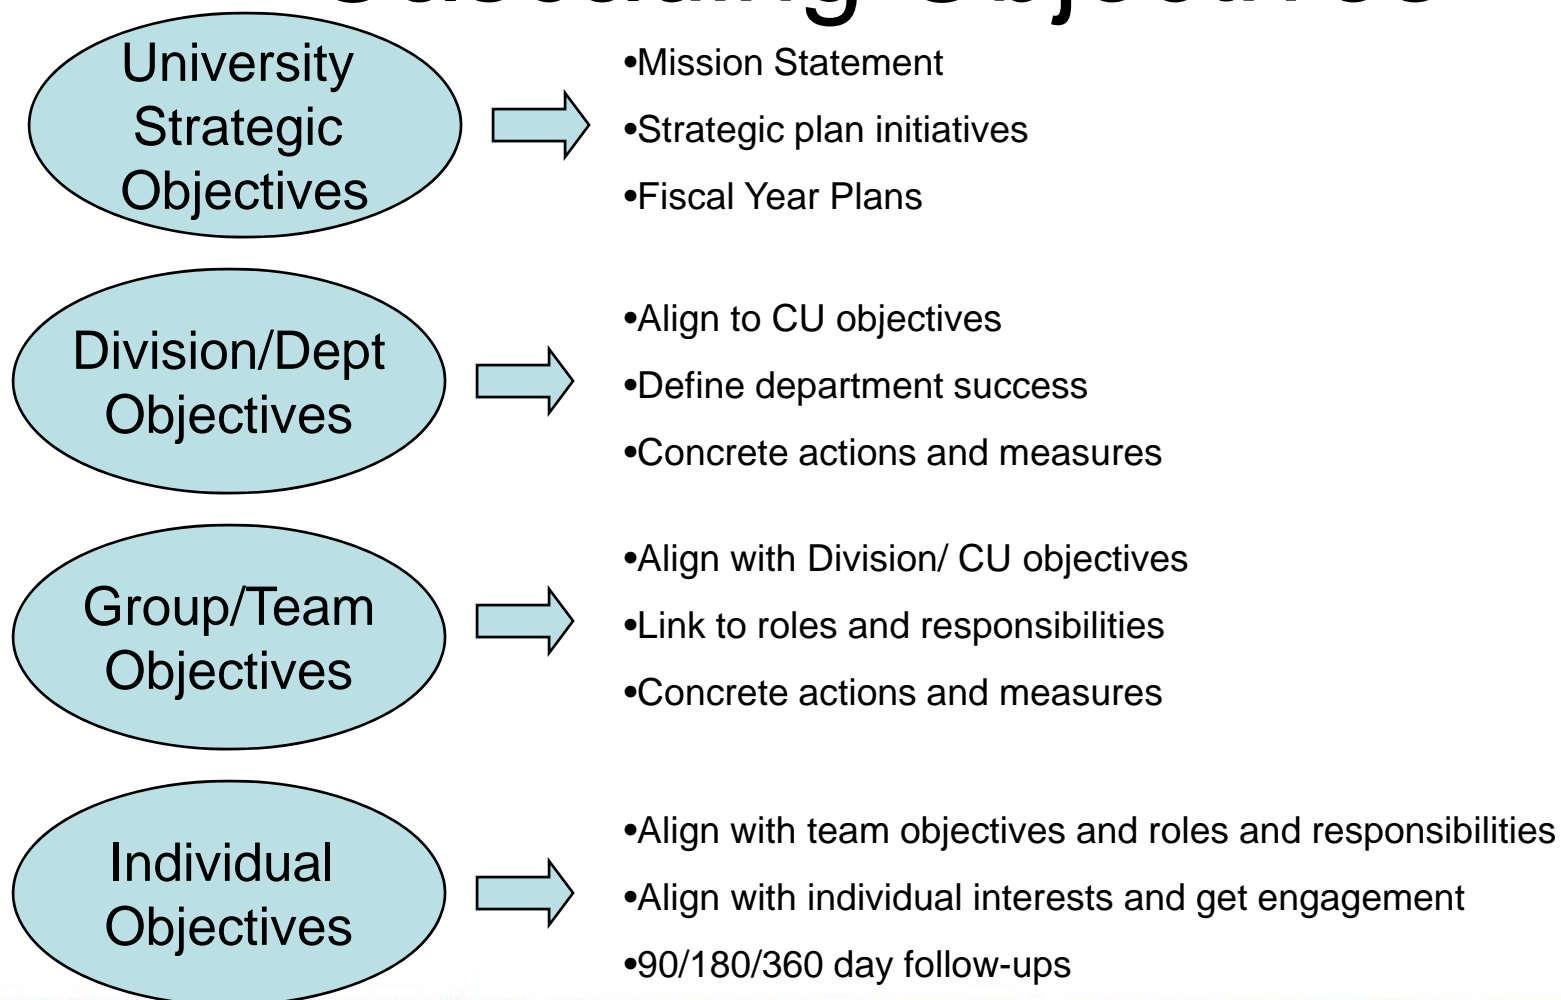 Cascading Objectives
University
Strategic
Objectives
•Mission Statement
•Strategic plan initiatives
•Fiscal Year Plans
Division/Dept
Objectives
•Align to CU objectives
•Define department success
•Concrete actions and measures
Group/Team
Objectives
•Align with Division/ CU objectives
•Link to roles and responsibilities
•Concrete actions and measures
Individual
Objectives
•Align with team objectives and roles and responsibilities
•Align with individual interests and get engagement
•90/180/360 day follow-ups